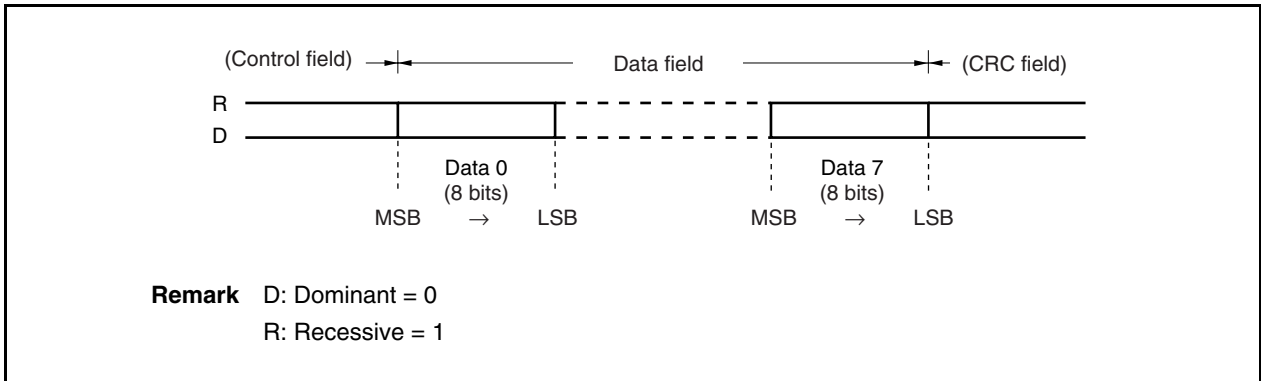 (Control field) Data field (CRC field)
R
D
Data 0 Data 7
(8 bits) (8 bits)
MSB → LSB MSB → LSB
Remark D: Dominant = 0
R: Recessive = 1